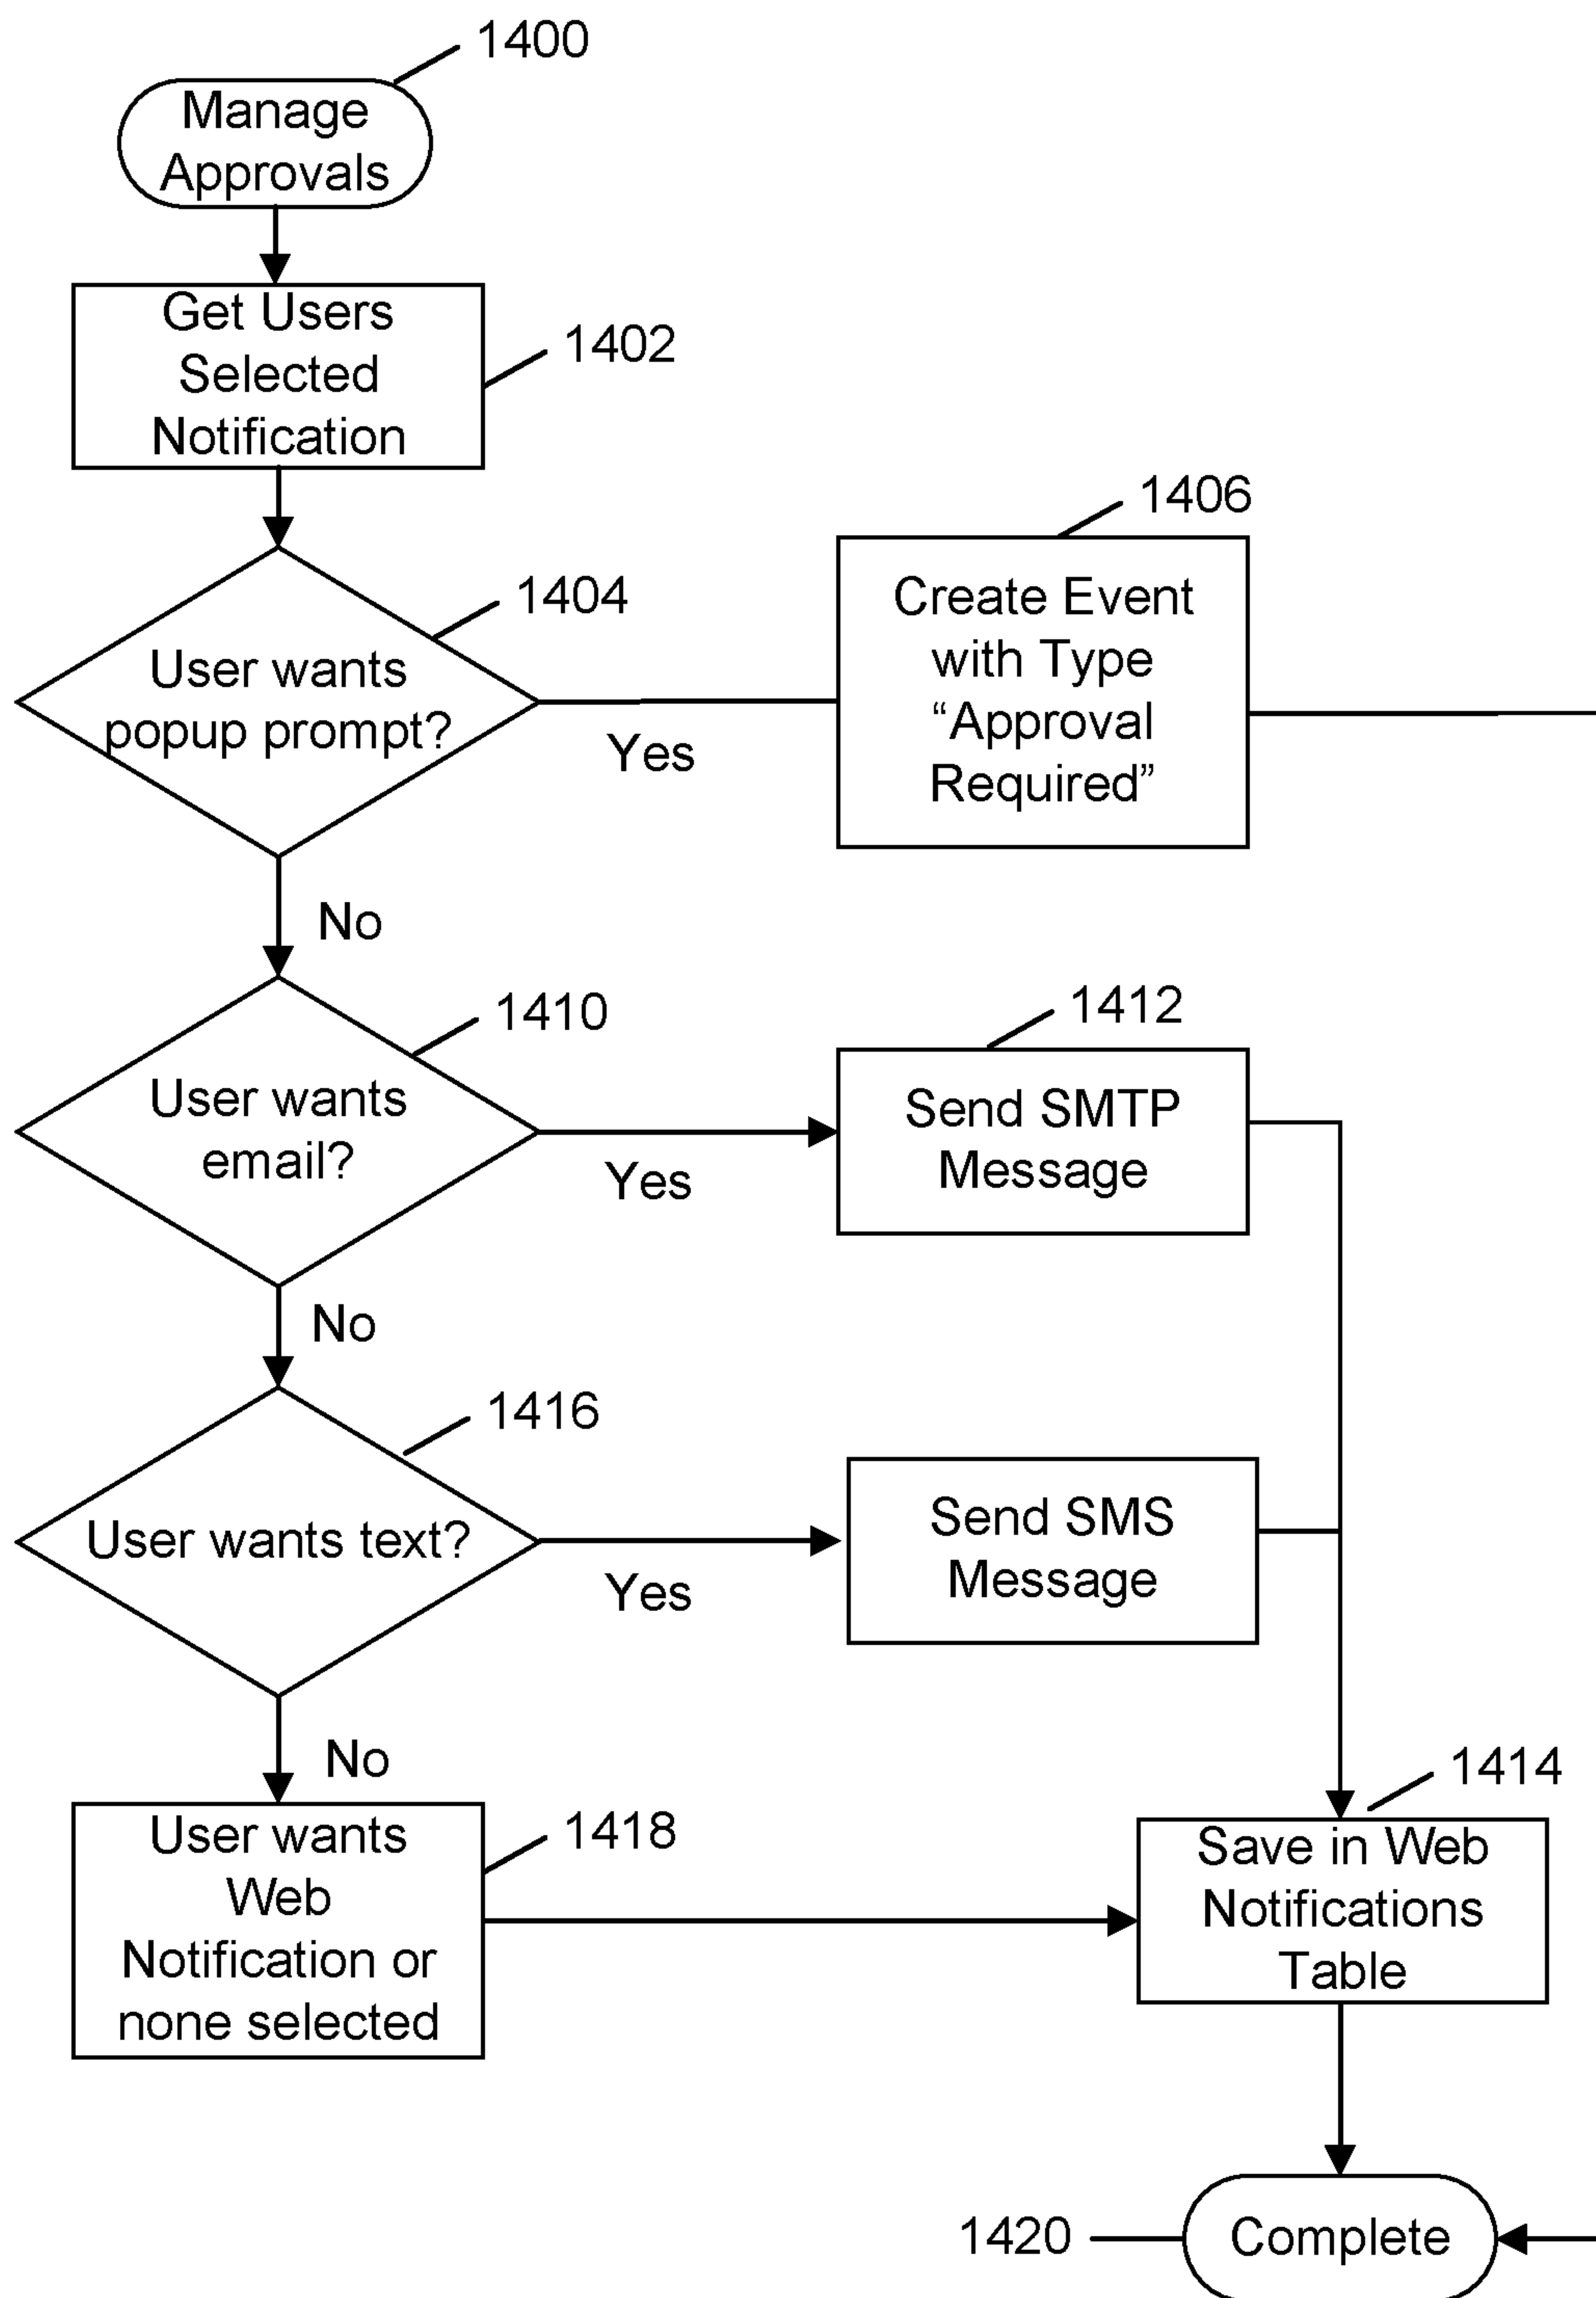 1400
Manage
Approvals
Get Users
Selected
Notification
1402
1404
User wants
popup prompt?
Yes
1406
Create Event
with Type
“Approval
Required”
No
1410
User wants
email?
Yes
1412
Send SMTP
Message
No
1416
User wants text?
Yes
Send SMS
Message
No
1418
User wants
Web
Notification or
none selected
1414
Save in Web
Notifications
Table
1420
Complete